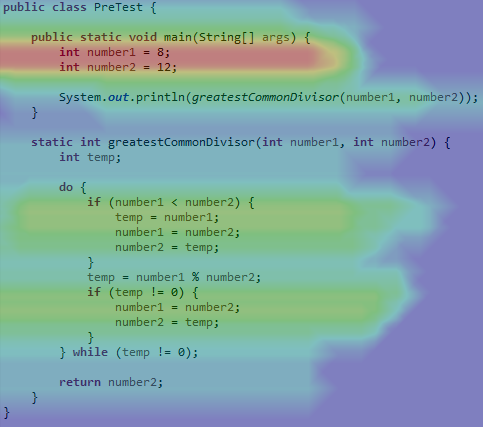 public class PreTest {
    public static void main(String[] args) {
        int number1 = 8;
        int number2 = 12;
        System.out.println(greatestCommonDivisor(number1, number2));
    }
    static int greatestCommonDivisor(int number1, int number2) {
        int temp;
        do {
            if (number1 < number2) {
                temp = number1;
                number1 = number2;
                number2 = temp;
            }
            temp = number1 % number2;
            if (temp != 0) {
                number1 = number2;
                number2 = temp;
            }
        } while (temp != 0);
        return number2;
    }
}